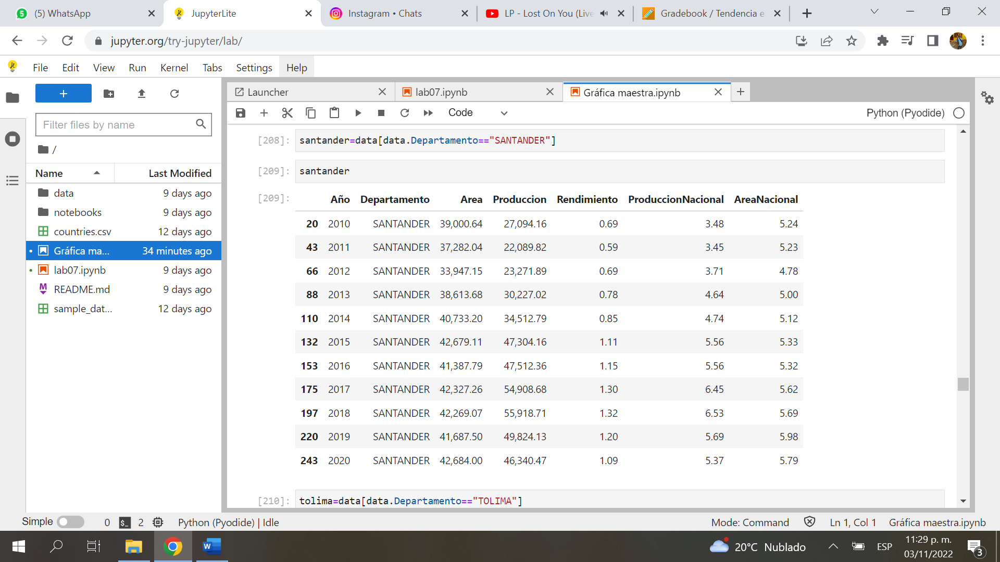 (5) WhatsApp
JupyterLite
Instagram • Chats
LP - Lost On You (Live
Gradebook / Tendencia e
jupyter.org/try-jupyter/lab/
File Edit View Run Kernel Tabs Settings Help
Launcher
lab07.ipynb
Gráfica maestra.ipynb
Code
Python (Pyodide)
Filter files by name
/
Name Last Modified
data 9 days ago
notebooks 9 days ago
countries.csv 12 days ago
Gráfica ma... 34 minutes ago
lab07.ipynb 9 days ago
README.md 9 days ago
sample_dat... 12 days ago
[208]: santander=data[data.Departamento=="SANTANDER"]
[209]: santander
[209]: Año Departamento Area Produccion Rendimiento ProduccionNacional AreaNacional
20 2010 SANTANDER 39,000.64 27,094.16 0.69 3.48 5.24
43 2011 SANTANDER 37,282.04 22,089.82 0.59 3.45 5.23
66 2012 SANTANDER 33,947.15 23,271.89 0.69 3.71 4.78
88 2013 SANTANDER 38,613.68 30,227.02 0.78 4.64 5.00
110 2014 SANTANDER 40,733.20 34,512.79 0.85 4.74 5.12
132 2015 SANTANDER 42,679.11 47,304.16 1.11 5.56 5.33
153 2016 SANTANDER 41,387.79 47,512.36 1.15 5.56 5.32
175 2017 SANTANDER 42,327.26 54,908.68 1.30 6.45 5.62
197 2018 SANTANDER 42,269.07 55,918.71 1.32 6.53 5.69
220 2019 SANTANDER 41,687.50 49,824.13 1.20 5.69 5.98
243 2020 SANTANDER 42,684.00 46,340.47 1.09 5.37 5.79
[210]: tolima=data[data.Departamento=="TOLIMA"]
Simple 0 2 Python (Pyodide) | Idle Mode: Command Ln 1, Col 1 Gráfica maestra.ipynb
20°C Nublado
ESP
11:29 p. m.
03/11/2022
3